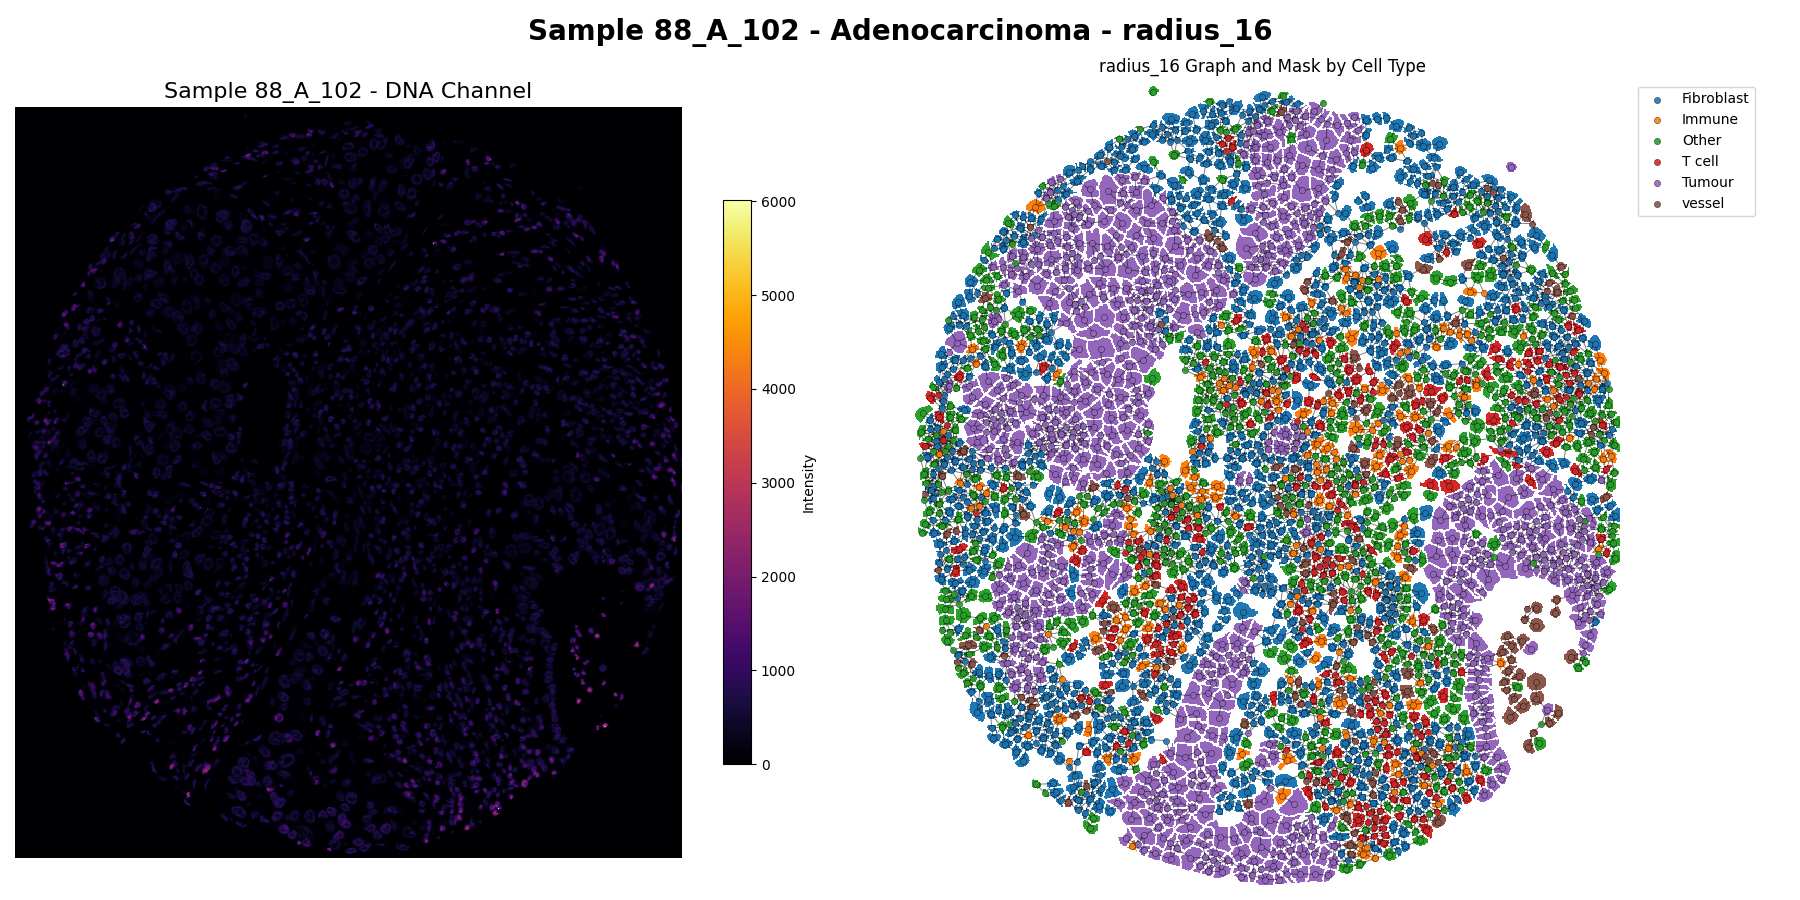 Sample 88_A_102 - Adenocarcinoma - radius_16
Sample 88_A_102 - DNA Channel
6000
5000
4000
3000
2000
1000
0
Intensity
radius_16 Graph and Mask by Cell Type
Fibroblast
Immune
Other
T cell
Tumour
vessel